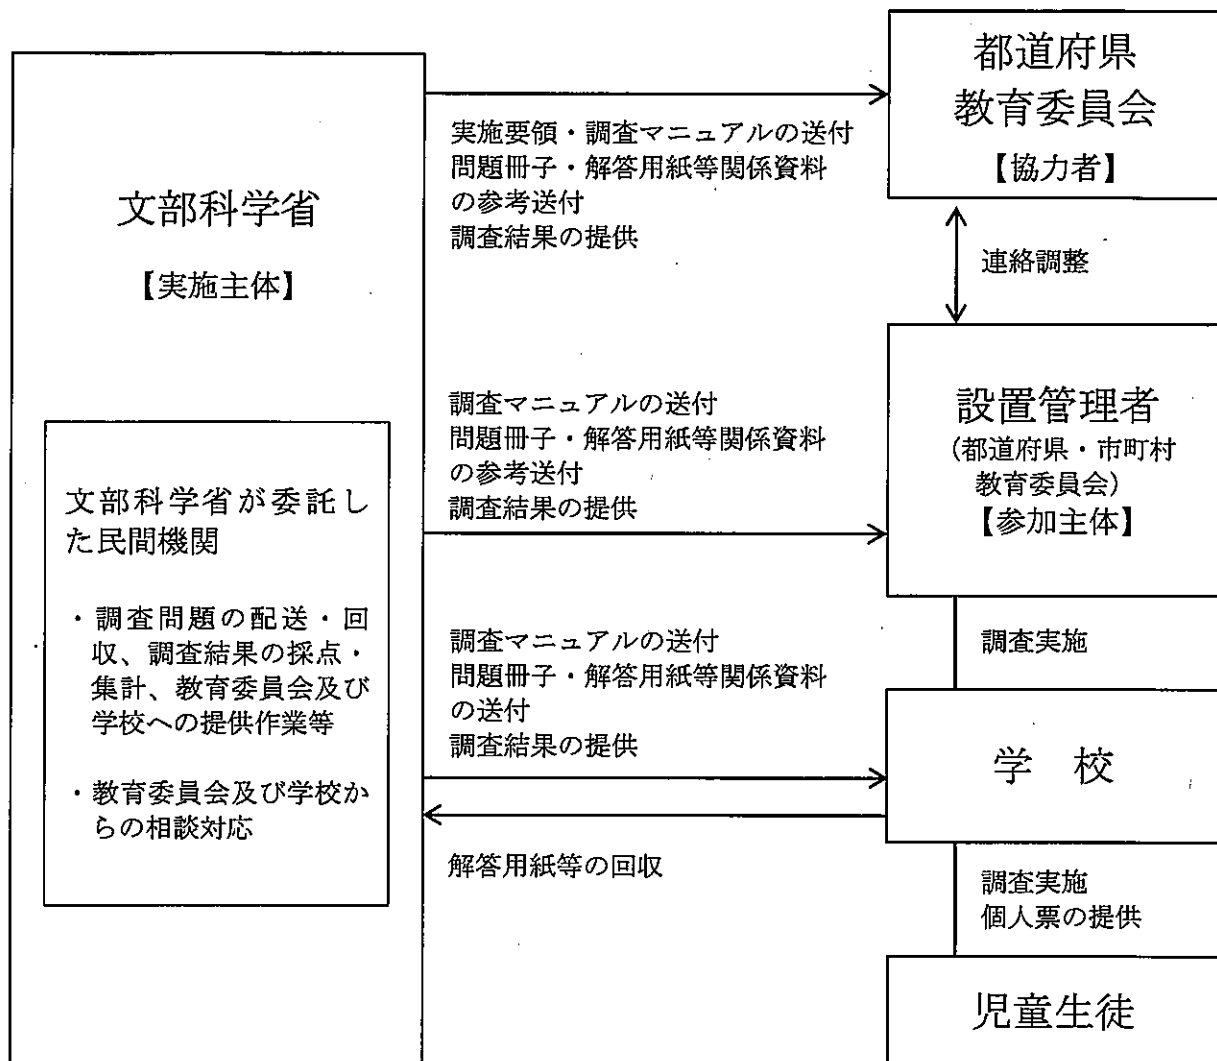 文部科学省
【実施主体】
文部科学省が委託し
た民間機関
・調査問題の配送・回
収、調査結果の採点・
集計、教育委員会及び
学校への提供作業等
・教育委員会及び学校か
らの相談対応
実施要領・調査マニュアルの送付
問題冊子・解答用紙等関係資料
の参考送付
調査結果の提供
調査マニュアルの送付
問題冊子・解答用紙等関係資料
の参考送付
調査結果の提供
調査マニュアルの送付
問題冊子・解答用紙等関係資料
の送付
調査結果の提供
解答用紙等の回収
都道府県
教育委員会
【協力者】
連絡調整
設置管理者
(都道府県・市町村
教育委員会)
【参加主体】
調査実施
学　校
調査実施
個人票の提供
児童生徒